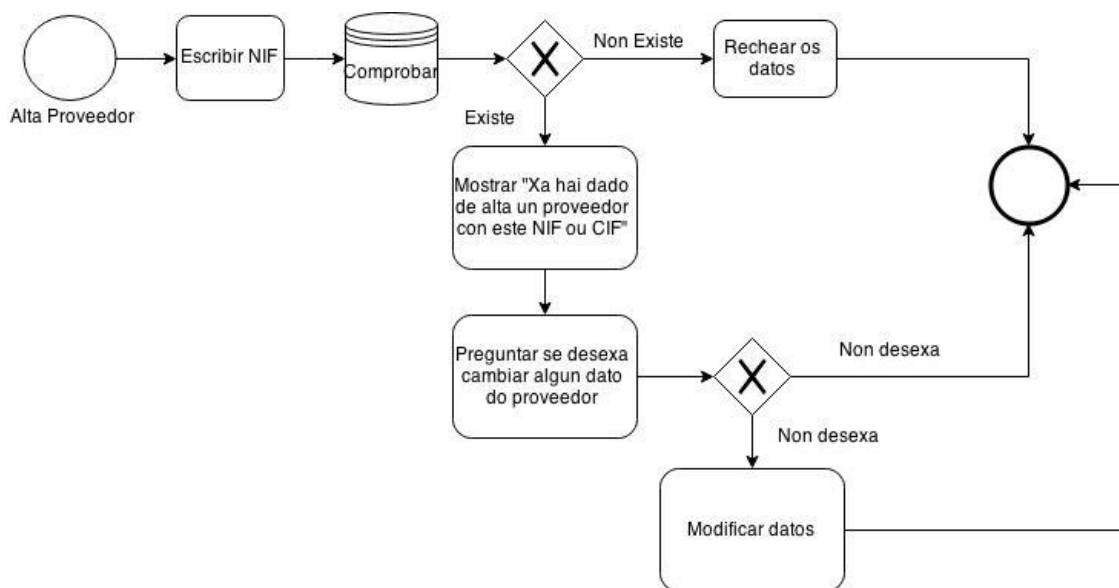 Alta Proveedor
Escribir NIF
Comprobar
Non Existe
Rechear os
datos
Existe
Mostrar "Xa hai dado
de alta un proveedor
con este NIF ou CIF"
Preguntar se desexa
cambiar algun dato
do proveedor
Non desexa
Non desexa
Modificar datos